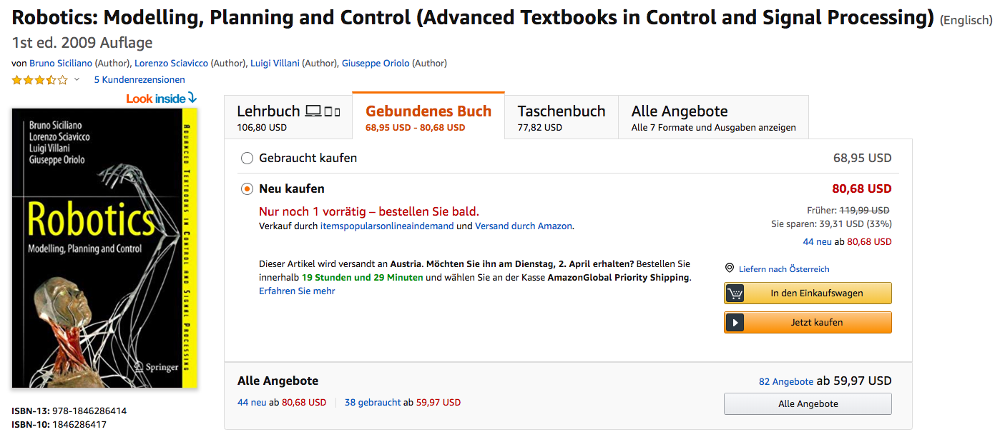 Robotics: Modelling, Planning and Control (Advanced Textbooks in Control and Signal Processing) (Englisch)
1st ed. 2009 Auflage
von Bruno Siciliano (Author), Lorenzo Sciavicco (Author), Luigi Villani (Author), Giuseppe Oriolo (Author)
5 Kundenrezensionen
Look inside
Bruno Siciliano
Lorenzo Sciavicco
Luigi Villani
Giuseppe Oriolo
Robotics
Modelling, Planning and Control
Advanced Textbooks in Control and Signal Processing
Springer
ISBN-13: 978-1846286414
ISBN-10: 1846286417
Lehrbuch
106,80 USD
Gebundenes Buch
68,95 USD - 80,68 USD
Taschenbuch
77,82 USD
Alle Angebote
Alle 7 Formate und Ausgaben anzeigen
Gebraucht kaufen 68,95 USD
Neu kaufen 80,68 USD
Nur noch 1 vorrätig – bestellen Sie bald.
Verkauf durch itemspopularsonlineaindemand und Versand durch Amazon.
Früher: 119,99 USD
Sie sparen: 39,31 USD (33%)
44 neu ab 80,68 USD
Dieser Artikel wird versandt an Austria. Möchten Sie ihn am Dienstag, 2. April erhalten? Bestellen Sie
innerhalb 19 Stunden und 29 Minuten und wählen Sie an der Kasse AmazonGlobal Priority Shipping.
Erfahren Sie mehr
Liefern nach Österreich
In den Einkaufswagen
Jetzt kaufen
Alle Angebote
44 neu ab 80,68 USD 38 gebraucht ab 59,97 USD
82 Angebote ab 59,97 USD
Alle Angebote